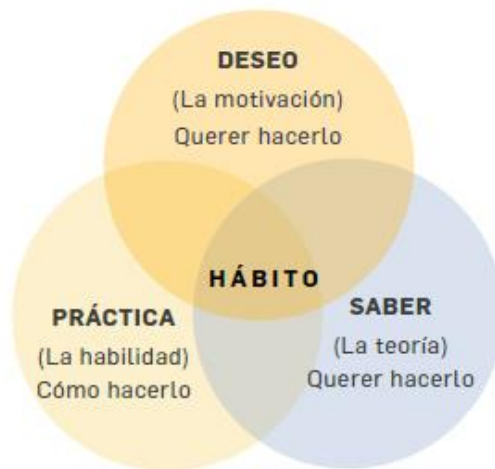 DESEO
(La motivación)
Querer hacerlo
HÁBITO
PRÁCTICA
(La habilidad)
Cómo hacerlo
SABER
(La teoría)
Querer hacerlo